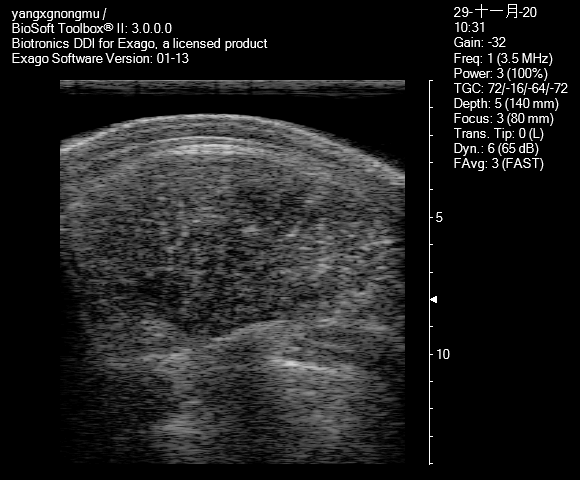 yangxgnongmu /
BioSoft Toolbox® II: 3.0.0.0
Biotronics DDI for Exago, a licensed product
Exago Software Version: 01-13
29-十一月-20
10:31
Gain: -32
Freq: 1 (3.5 MHz)
Power: 3 (100%)
TGC: 72/-16/-64/-72
Depth: 5 (140 mm)
Focus: 3 (80 mm)
Trans. Tip: 0 (L)
Dyn.: 6 (65 dB)
FAvg: 3 (FAST)
5
10